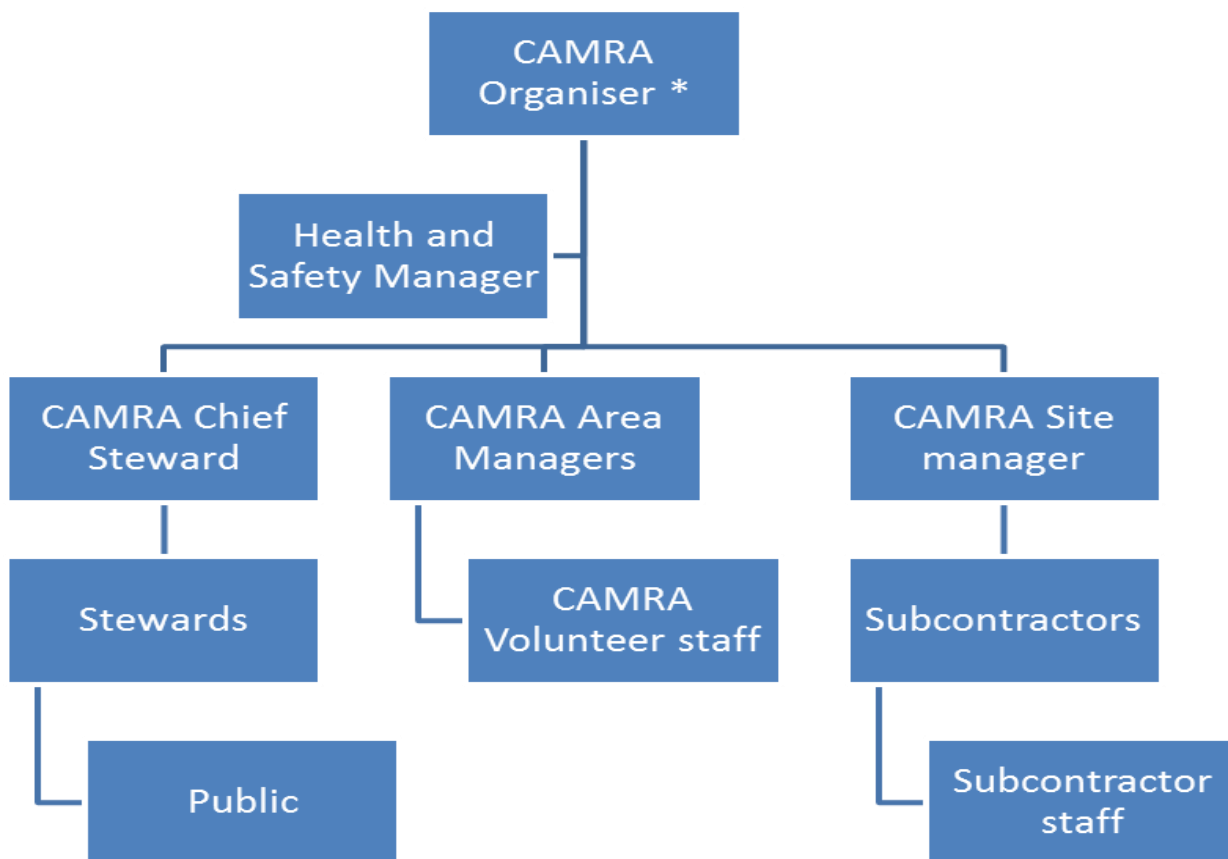 CAMRA
Organiser *
Health and
Safety Manager
CAMRA Chief
Steward
CAMRA Area
Managers
CAMRA Site
manager
Stewards
CAMRA
Volunteer staff
Subcontractors
Public
Subcontractor
staff